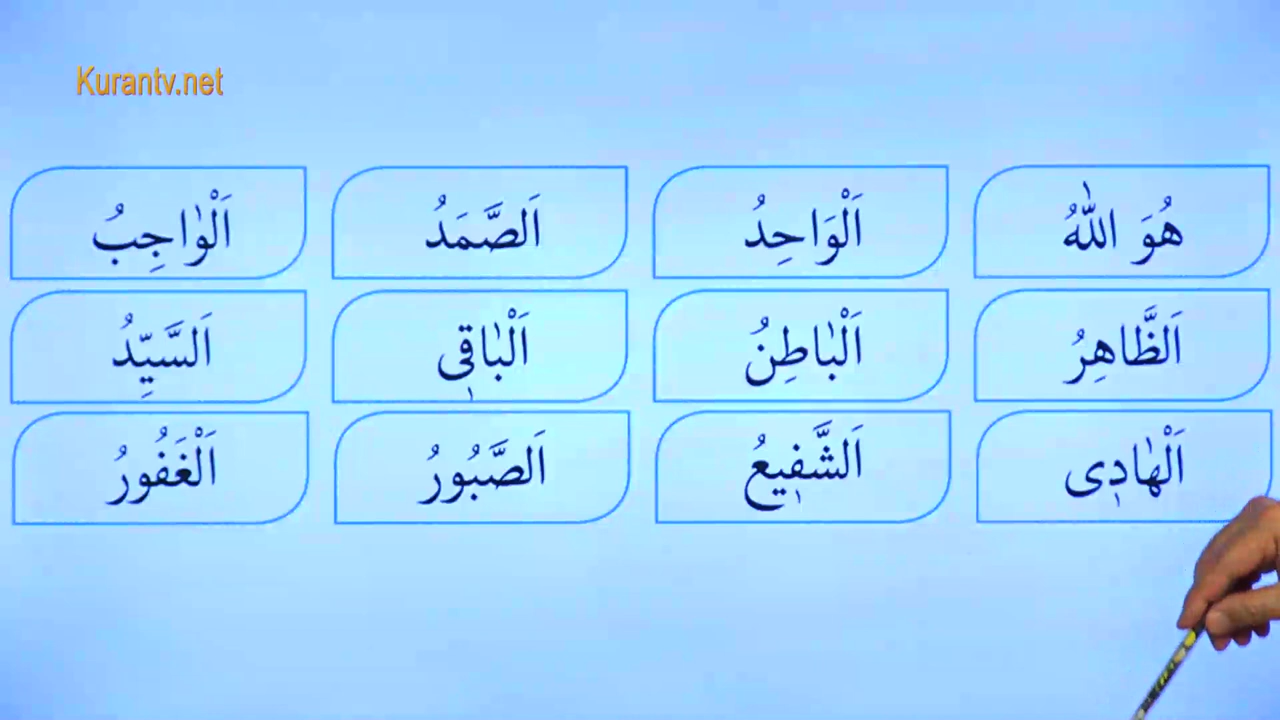 Kurantv.net
هُوَ اللّٰهُ اَلْوَاحِدُ اَلصَّمَدُ اَلْوٰاجِبُ
اَلظَّاهِرُ اَلْبٰاطِنُ اَلْبٰاقٖى اَلسَّيِّدُ
اَلْهٰادٖى اَلشَّفٖيعُ اَلصَّبُورُ اَلْغَفُورُ